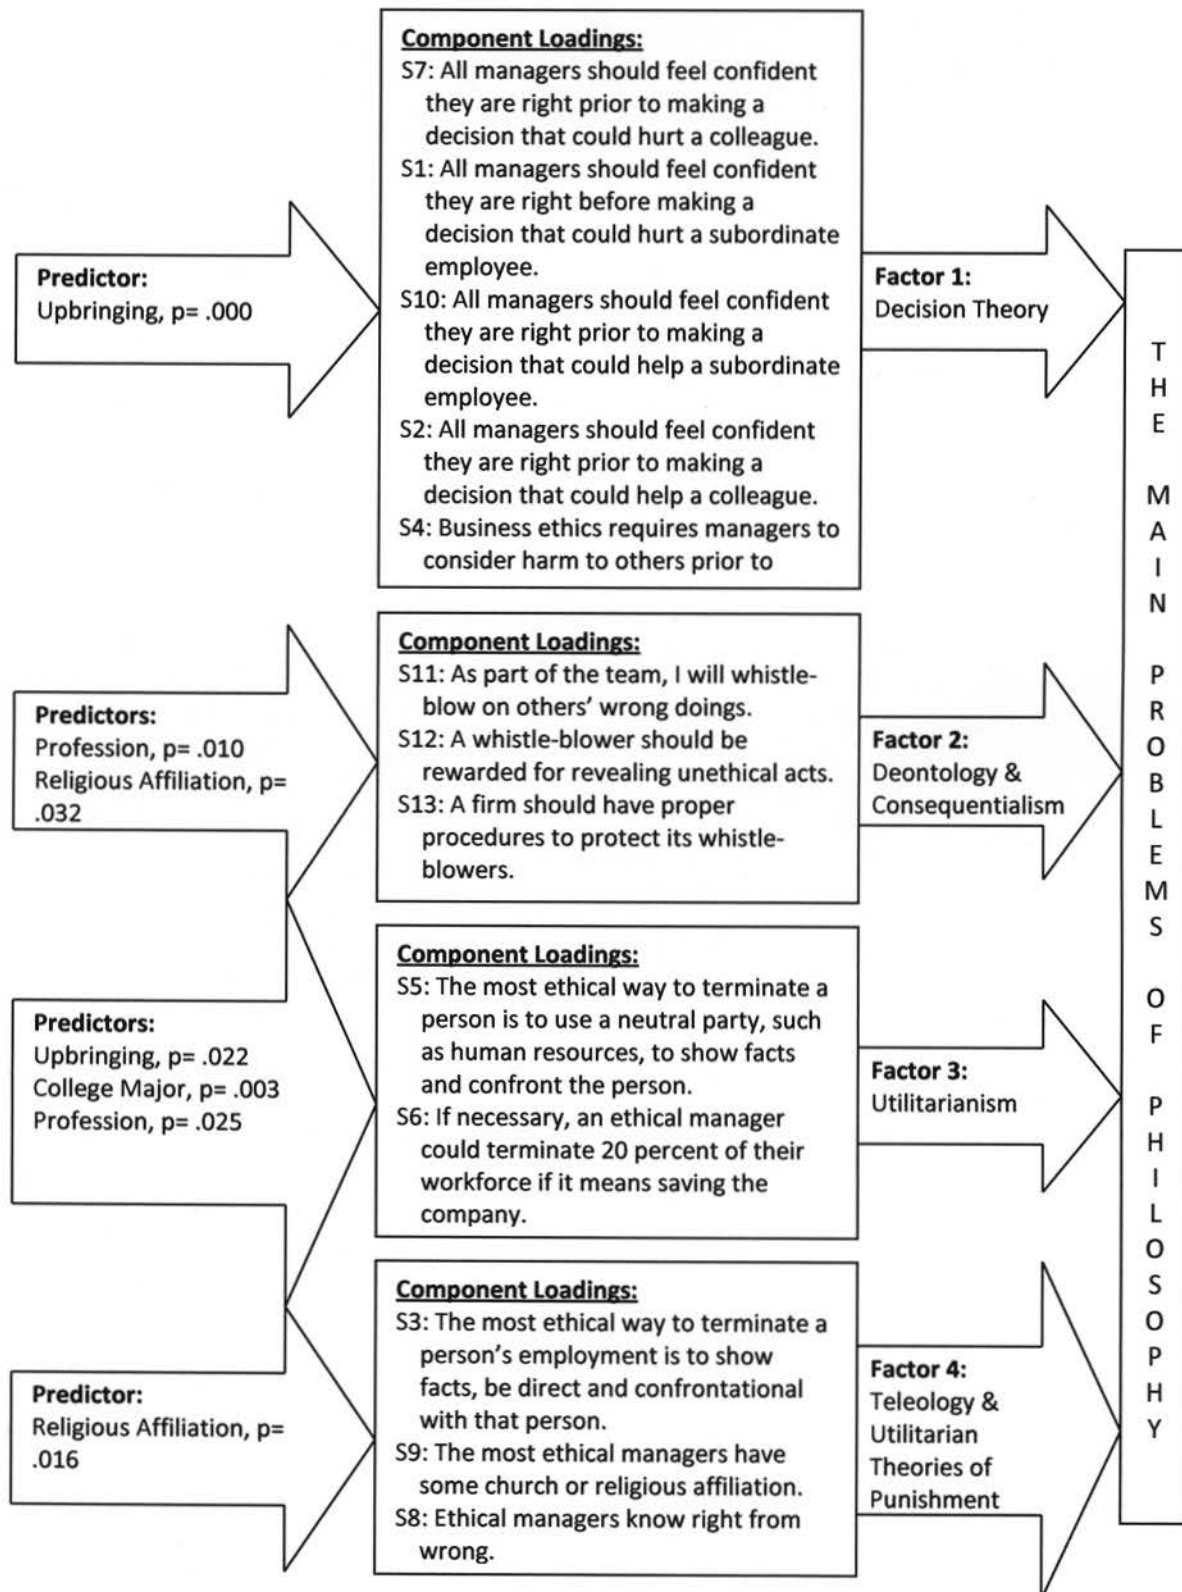 Component Loadings:
S7: All managers should feel confident
they are right prior to making a
decision that could hurt a colleague.
S1: All managers should feel confident
they are right before making a
decision that could hurt a subordinate
employee.
S10: All managers should feel confident
they are right prior to making a
decision that could help a subordinate
employee.
S2: All managers should feel confident
they are right prior to making a
decision that could help a colleague.
S4: Business ethics requires managers to
consider harm to others prior to
Predictor:
Upbringing, p= .000
Factor 1:
Decision Theory
Component Loadings:
S11: As part of the team, I will whistle-
blow on others’ wrong doings.
S12: A whistle-blower should be
rewarded for revealing unethical acts.
S13: A firm should have proper
procedures to protect its whistle-
blowers.
Predictors:
Profession, p= .010
Religious Affiliation, p=
.032
Factor 2:
Deontology &
Consequentialism
Component Loadings:
S5: The most ethical way to terminate a
person is to use a neutral party, such
as human resources, to show facts
and confront the person.
S6: If necessary, an ethical manager
could terminate 20 percent of their
workforce if it means saving the
company.
Predictors:
Upbringing, p= .022
College Major, p= .003
Profession, p= .025
Factor 3:
Utilitarianism
Component Loadings:
S3: The most ethical way to terminate a
person’s employment is to show
facts, be direct and confrontational
with that person.
S9: The most ethical managers have
some church or religious affiliation.
S8: Ethical managers know right from
wrong.
Predictor:
Religious Affiliation, p=
.016
Factor 4:
Teleology &
Utilitarian
Theories of
Punishment
THE MAIN PROBLEMS OF PHILOSOPHY